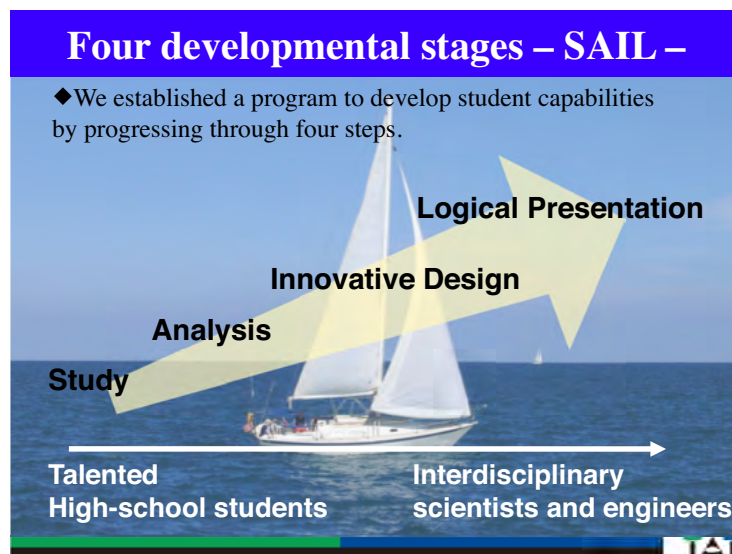 Four developmental stages – SAIL –
◆We established a program to develop student capabilities
by progressing through four steps.
Logical Presentation
Innovative Design
Analysis
Study
Talented
High-school students
Interdisciplinary
scientists and engineers